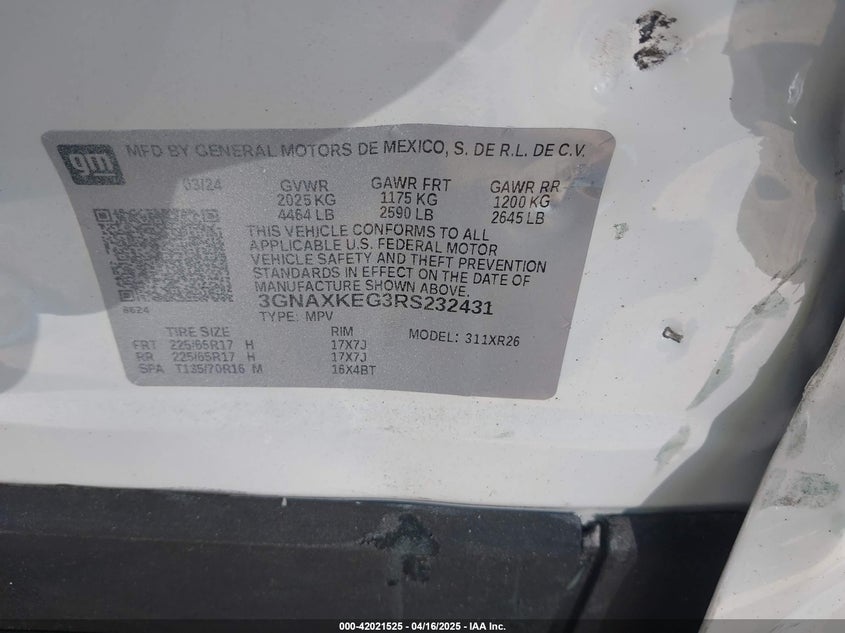 gm MFD BY GENERAL MOTORS DE MEXICO, S. DE R.L. DE C.V.
03/24 GVWR GAWR FRT GAWR RR
2025 KG 1175 KG 1200 KG
4464 LB 2590 LB 2645 LB
THIS VEHICLE CONFORMS TO ALL
APPLICABLE U.S. FEDERAL MOTOR
VEHICLE SAFETY AND THEFT PREVENTION
STANDARDS IN EFFECT ON THE DATE OF
MANUFACTURE SHOWN ABOVE.
3GNAXKEG3RS232431
8624 TYPE: MPV
TIRE SIZE RIM MODEL: 311XR26
FRT 225/65R17 H 17X7J
RR 225/65R17 H 17X7J
SPA T135/70R16 M 16X4BT
000-42021525 - 04/16/2025 - IAA Inc.